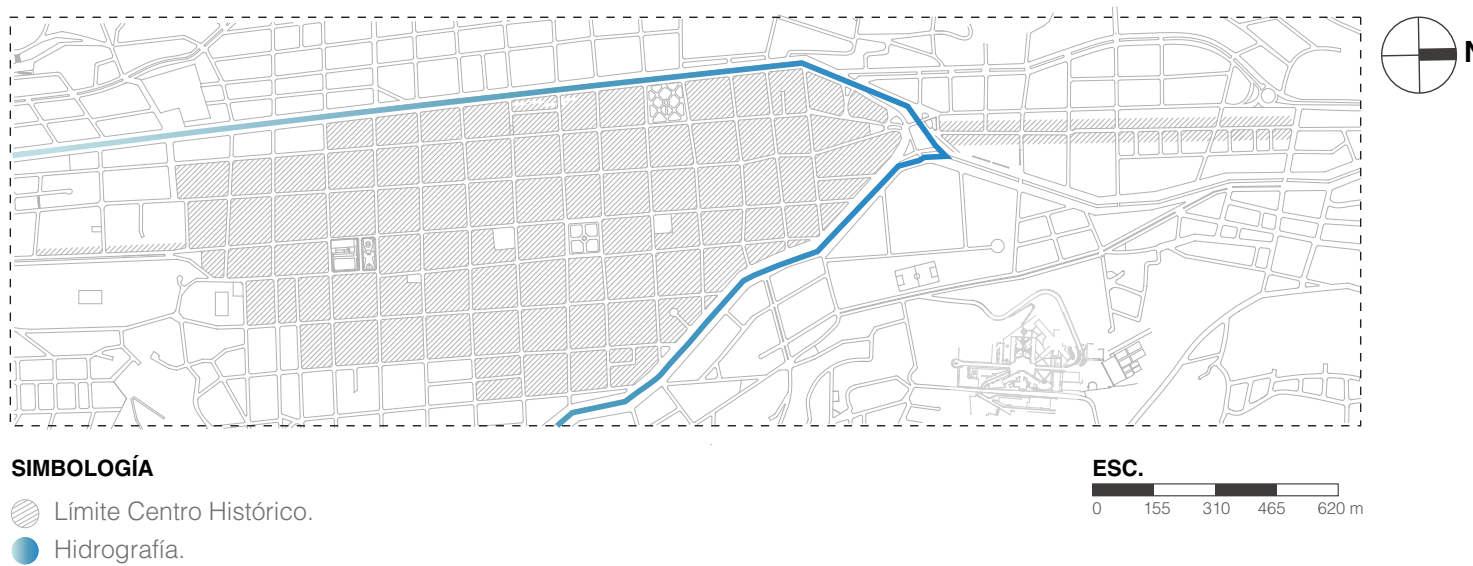 N
SIMBOLOGÍA
Límite Centro Histórico.
Hidrografía.
ESC.
0 155 310 465 620 m